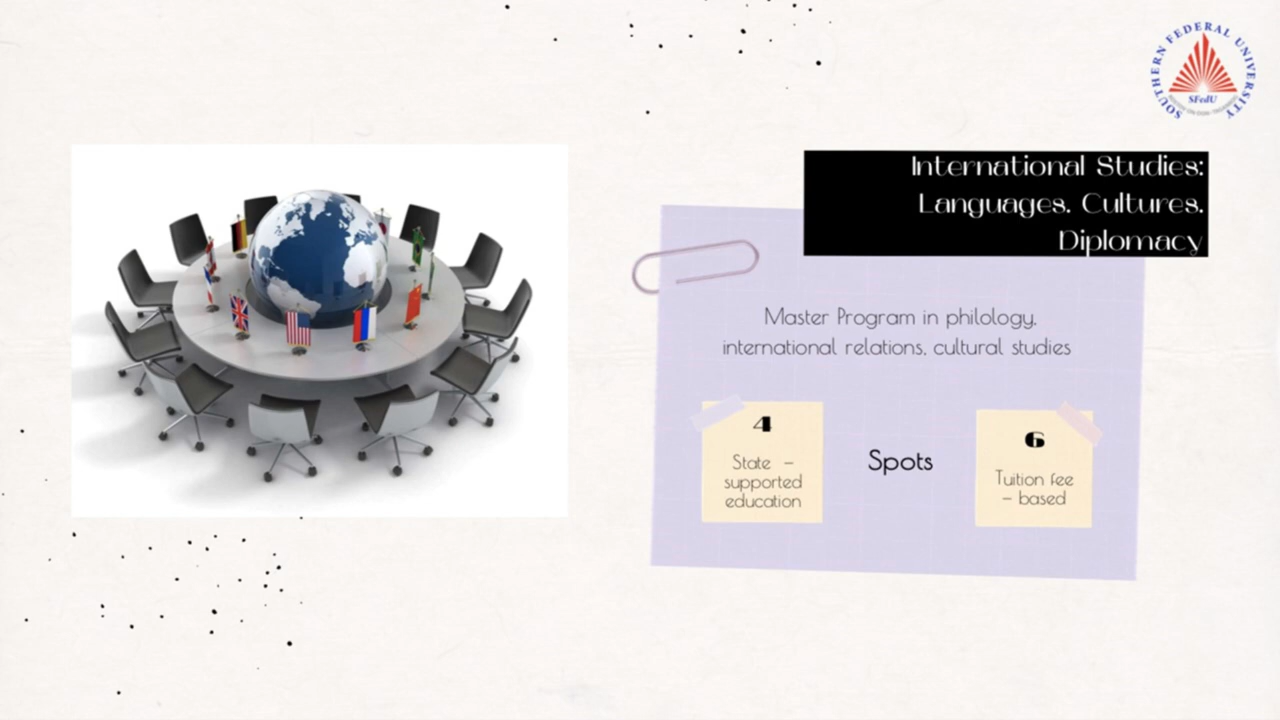 SOUTHERN FEDERAL UNIVERSITY
SFedU
International Studies:
Languages. Cultures.
Diplomacy
Master Program in philology,
international relations, cultural studies
4
State –
supported
education
Spots
6
Tuition fee
– based